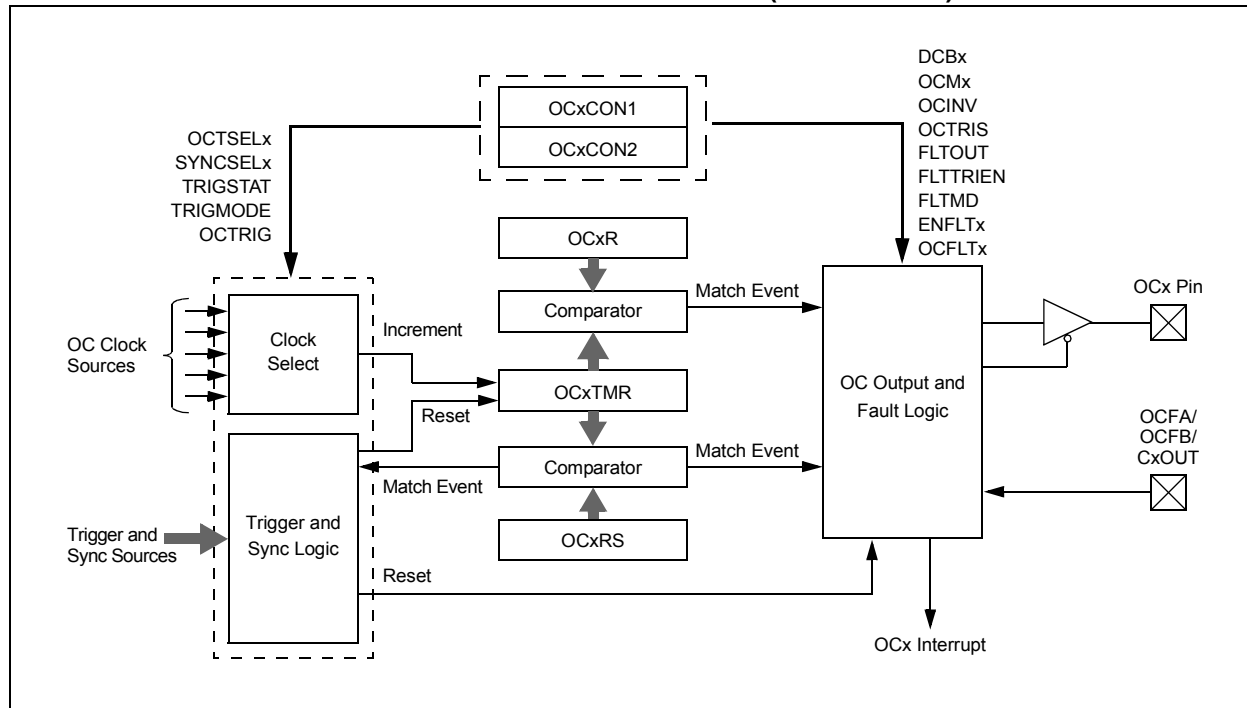 DCBx
OCMx
OCINV
OCTRIS
FLTOUT
FLTTRIEN
FLTMD
ENFLTx
OCFLTx
OCxCON1
OCxCON2
OCTSELx
SYNCSELx
TRIGSTAT
TRIGMODE
OCTRIG
OCxR
Comparator
Match Event
OCx Pin
OC Clock
Sources
Clock
Select
Increment
OCxTMR
Reset
OC Output and
Fault Logic
OCFA/
OCFB/
CxOUT
Comparator
Match Event
Match Event
Trigger and
Sync Sources
Trigger and
Sync Logic
OCxRS
Reset
OCx Interrupt